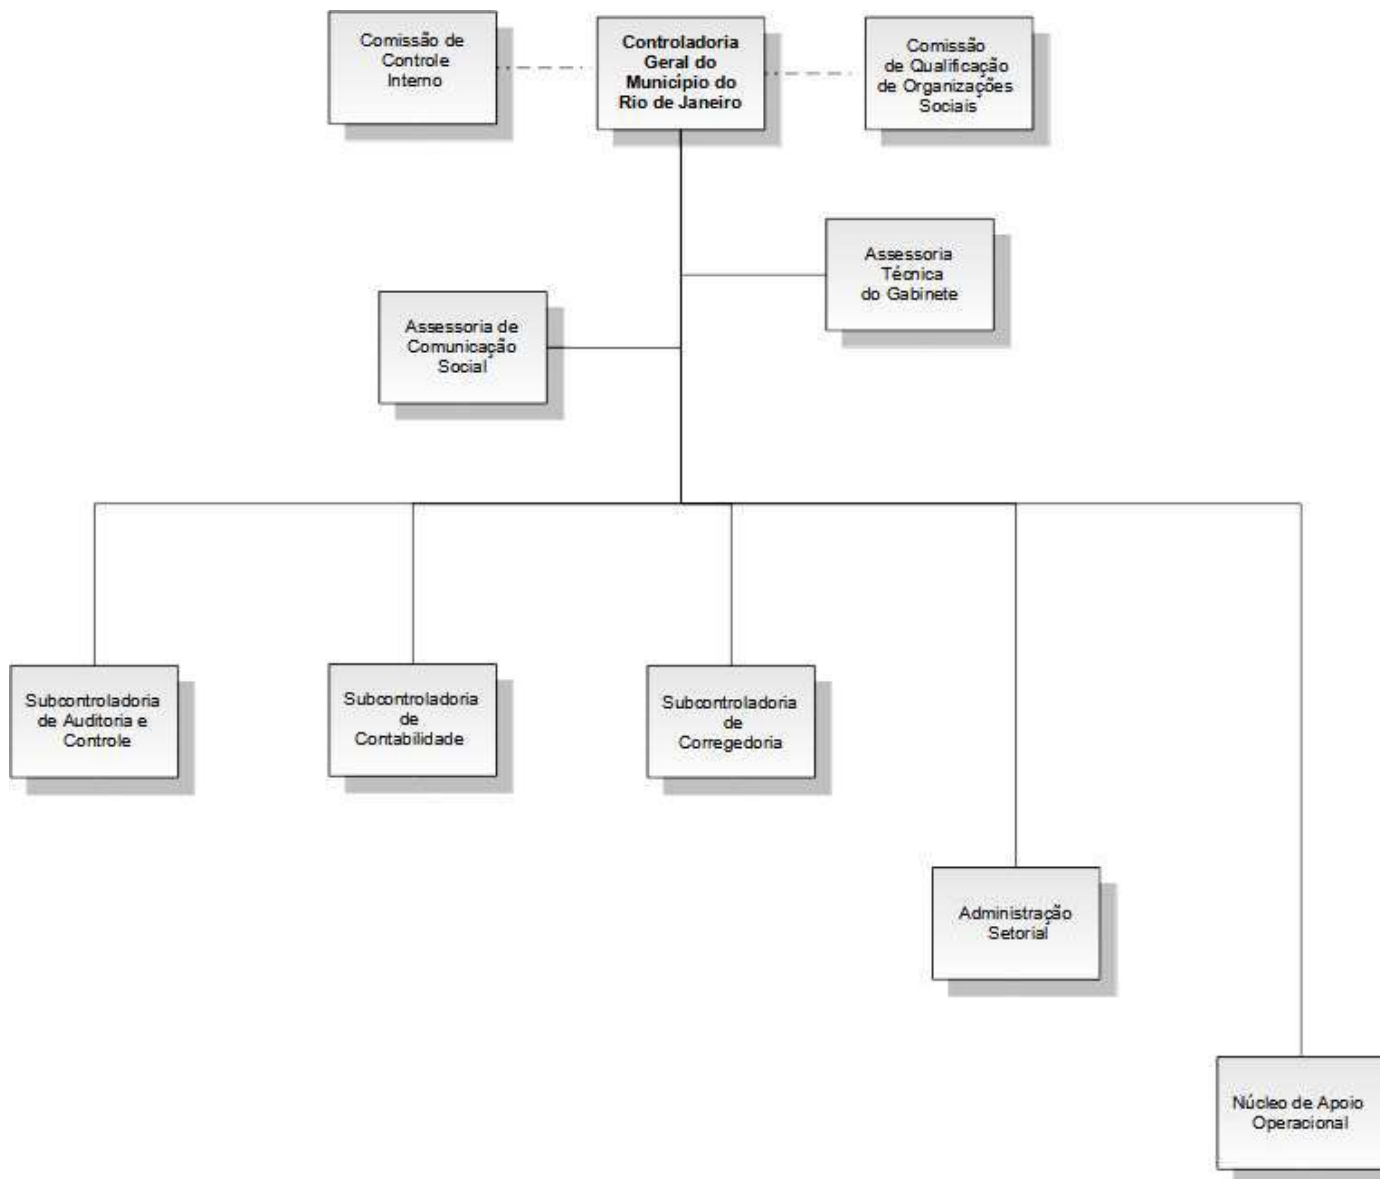 Comissão de
Controle
Interno
Controladoria
Geral do
Município do
Rio de Janeiro
Comissão
de Qualificação
de Organizações
Sociais
Assessoria
Técnica
do Gabinete
Assessoria de
Comunicação
Social
Subcontroladoria
de Auditoria e
Controle
Subcontroladoria
de
Contabilidade
Subcontroladoria
de
Corregedoria
Administração
Setorial
Núcleo de Apoio
Operacional